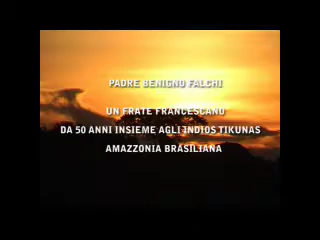 PADRE BENIGNO FALCHI
UN FRATE FRANCESCANO
DA 50 ANNI INSIEME AGLI INDIOS TIKUNAS
AMAZZONIA BRASILIANA